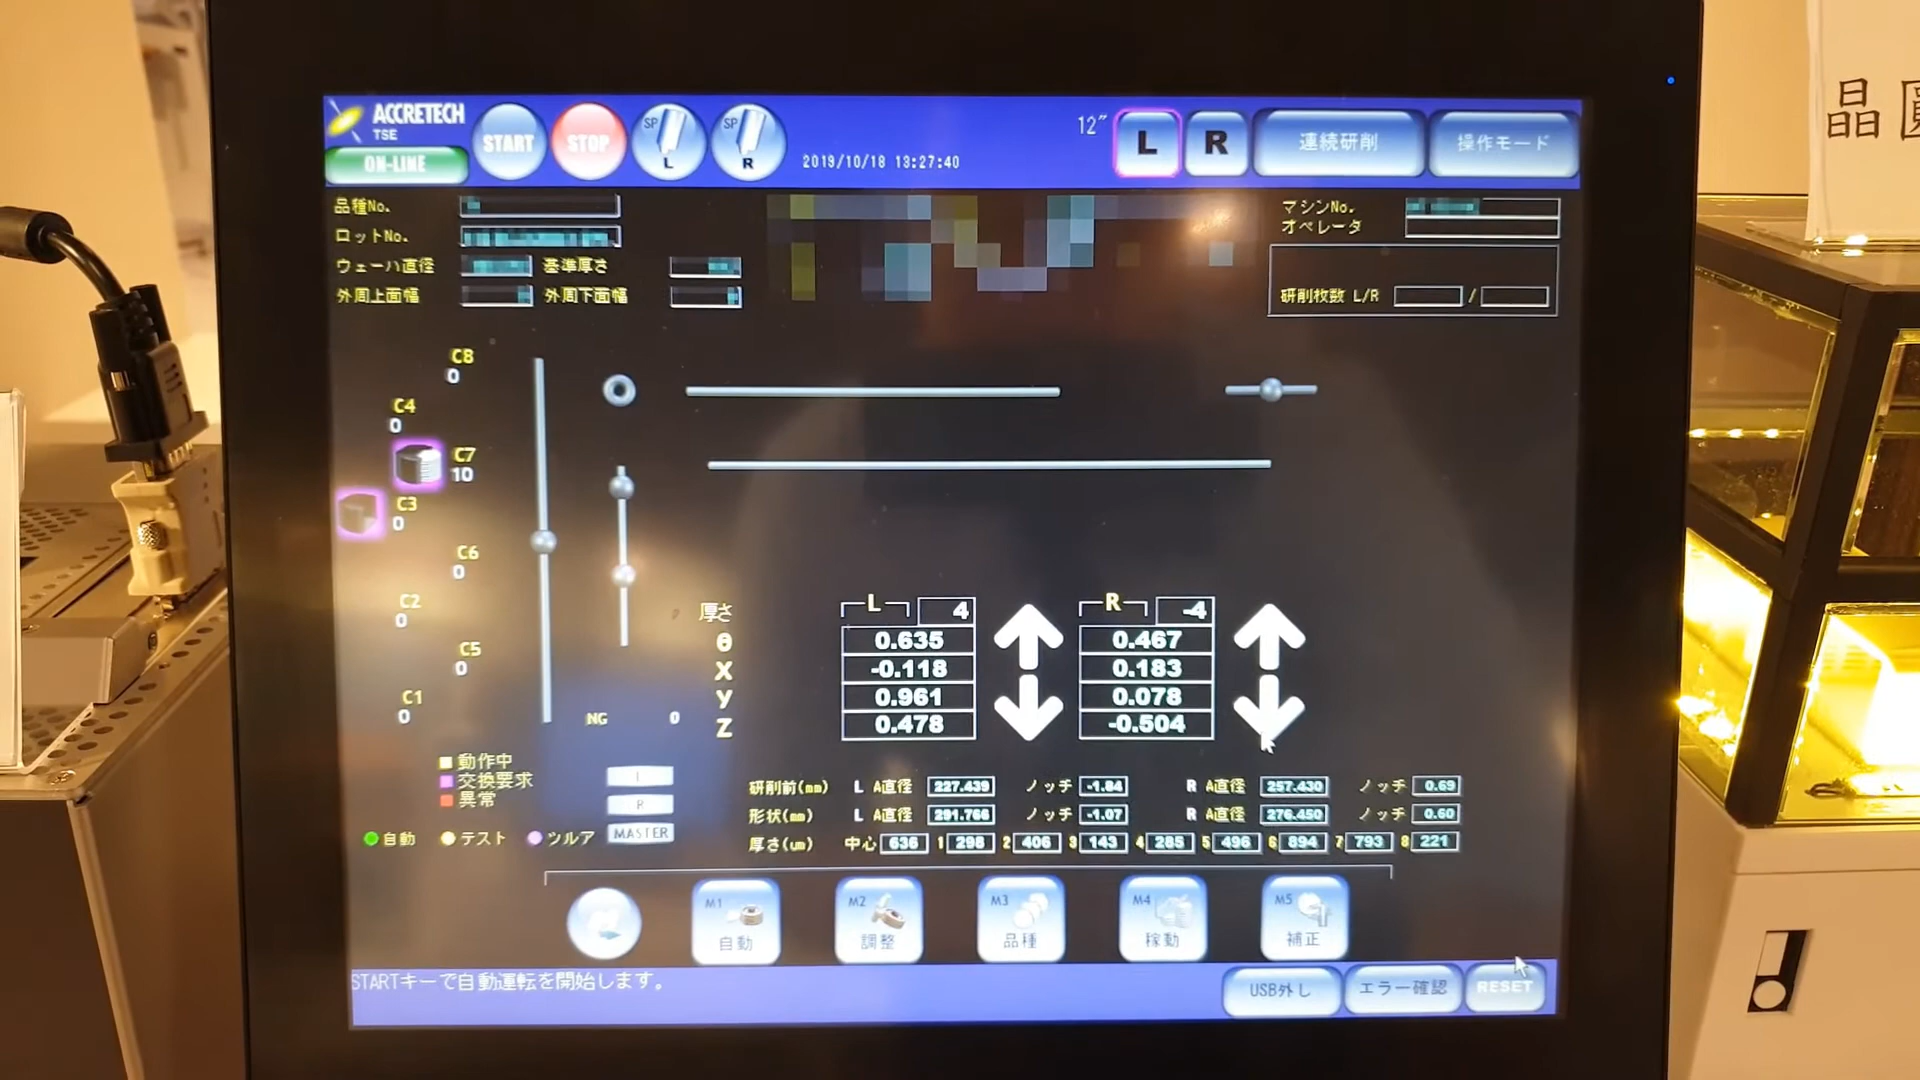 ACCRETECH
TSE
ON-LINE
START
STOP
SP L
SP R
2019/10/18 13:27:40
12″
L
R
連続研削
操作モード
晶
品種No.
ロットNo.
ウェーハ直径 基準厚さ
外周上面幅 外周下面幅
マシンNo.
オペレータ
研削枚数 L/R /
C8
0
C4
0
C7
10
C3
0
C6
0
C2
0
C5
0
C1
0
NG 0
厚さ L 4 R -4
θ 0.635 0.467
X -0.118 0.183
y 0.961 0.078
Z 0.478 -0.504
動作中
交換要求
異常
自動 テスト ツルア
L
R
MASTER
研削前(mm) L A直径 227.439 ノッチ -1.84 R A直径 257.430 ノッチ 0.69
形状(mm) L A直径 291.766 ノッチ -1.07 R A直径 276.450 ノッチ 0.60
厚さ(um) 中心 636 1 298 2 406 3 143 4 285 5 496 6 894 7 793 8 221
M1 自動
M2 調整
M3 品種
M4 稼動
M5 補正
STARTキーで自動運転を開始します。
USB外し
エラー確認
RESET